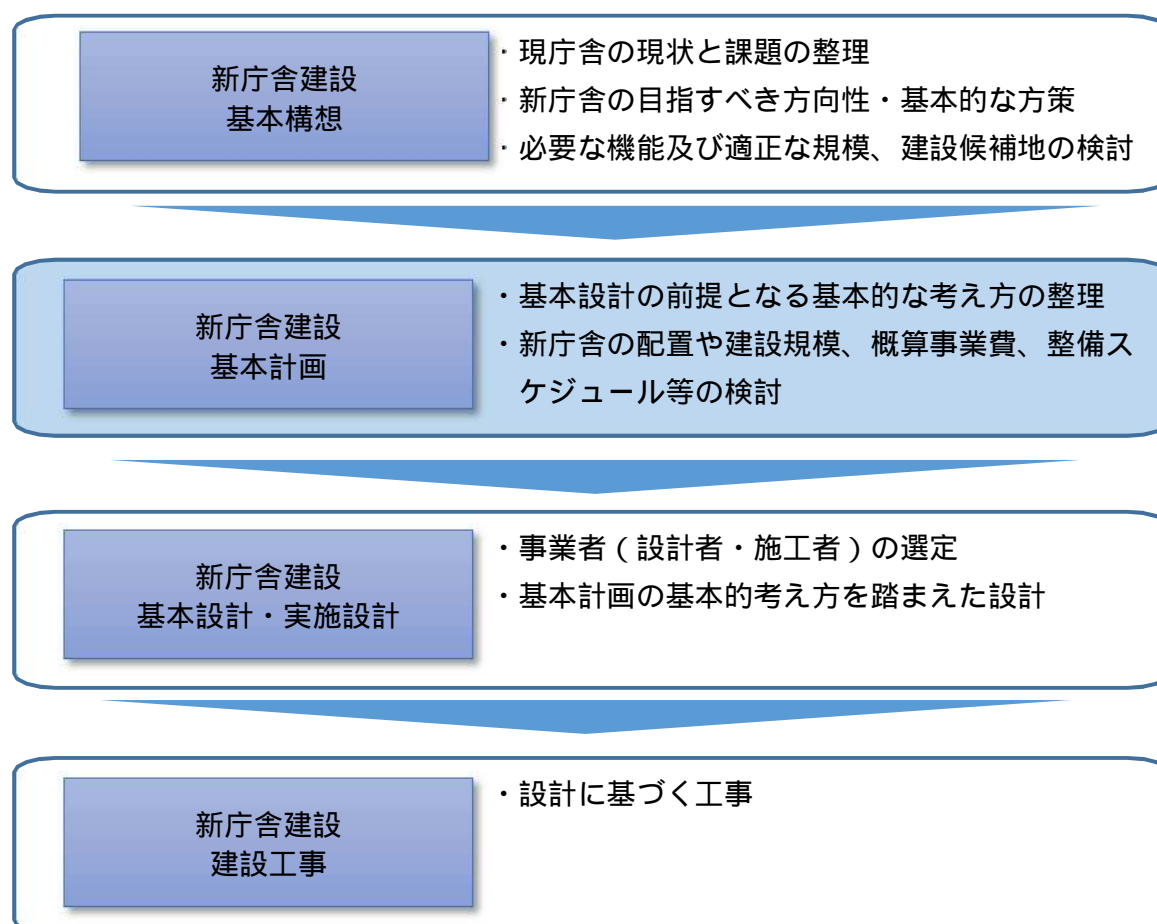 新庁舎建設
基本構想
・現庁舎の現状と課題の整理
・新庁舎の目指すべき方向性・基本的な方策
・必要な機能及び適正な規模、建設候補地の検討
新庁舎建設
基本計画
・基本設計の前提となる基本的な考え方の整理
・新庁舎の配置や建設規模、概算事業費、整備ス
ケジュール等の検討
新庁舎建設
基本設計・実施設計
・事業者（設計者・施工者）の選定
・基本計画の基本的考え方を踏まえた設計
新庁舎建設
建設工事
・設計に基づく工事